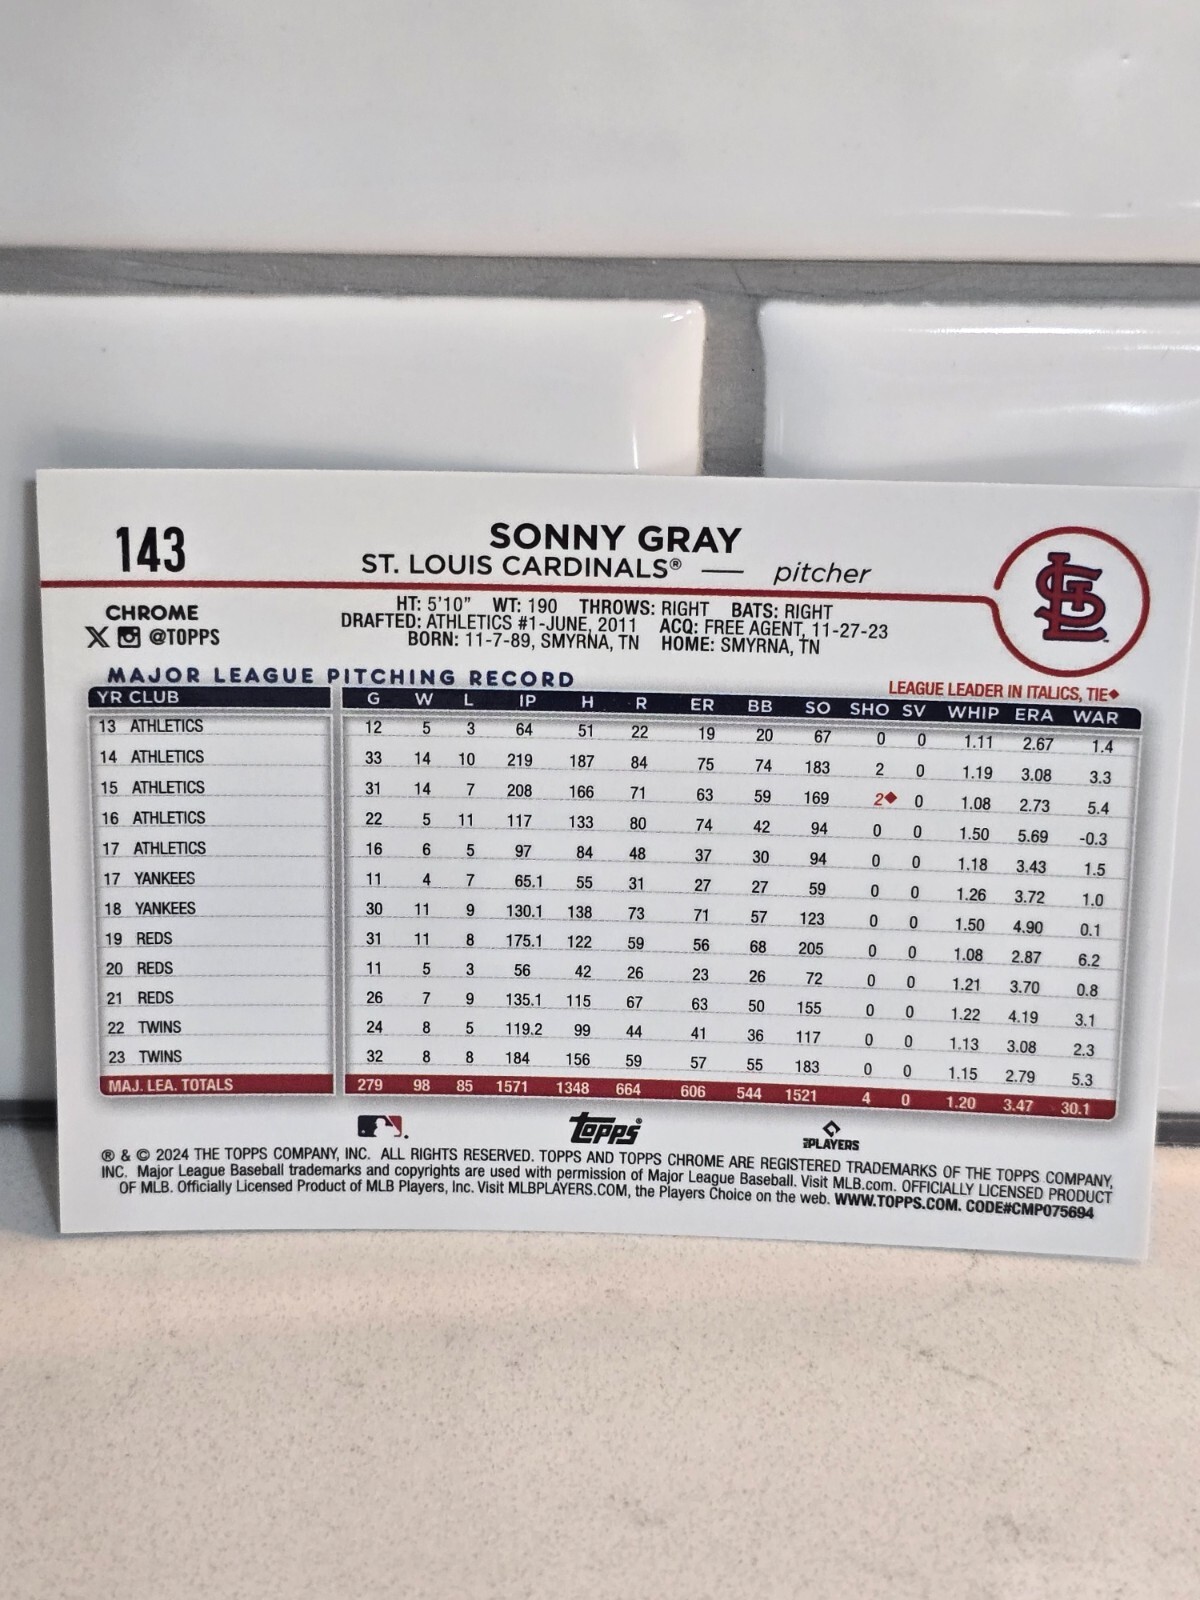 143
SONNY GRAY
ST. LOUIS CARDINALS® — pitcher
CHROME
@TOPPS
HT: 5'10" WT: 190 THROWS: RIGHT BATS: RIGHT
DRAFTED: ATHLETICS #1-JUNE, 2011 ACQ: FREE AGENT, 11-27-23
BORN: 11-7-89, SMYRNA, TN HOME: SMYRNA, TN
MAJOR LEAGUE PITCHING RECORD
LEAGUE LEADER IN ITALICS, TIE◆
YR CLUB G W L IP H R ER BB SO SHO SV WHIP ERA WAR
13 ATHLETICS 12 5 3 64 51 22 19 20 67 0 0 1.11 2.67 1.4
14 ATHLETICS 33 14 10 219 187 84 75 74 183 2 0 1.19 3.08 3.3
15 ATHLETICS 31 14 7 208 166 71 63 59 169 2◆ 0 1.08 2.73 5.4
16 ATHLETICS 22 5 11 117 133 80 74 42 94 0 0 1.50 5.69 -0.3
17 ATHLETICS 16 6 5 97 84 48 37 30 94 0 0 1.18 3.43 1.5
17 YANKEES 11 4 7 65.1 55 31 27 27 59 0 0 1.26 3.72 1.0
18 YANKEES 30 11 9 130.1 138 73 71 57 123 0 0 1.50 4.90 0.1
19 REDS 31 11 8 175.1 122 59 56 68 205 0 0 1.08 2.87 6.2
20 REDS 11 5 3 56 42 26 23 26 72 0 0 1.21 3.70 0.8
21 REDS 26 7 9 135.1 115 67 63 50 155 0 0 1.22 4.19 3.1
22 TWINS 24 8 5 119.2 99 44 41 36 117 0 0 1.13 3.08 2.3
23 TWINS 32 8 8 184 156 59 57 55 183 0 0 1.15 2.79 5.3
MAJ. LEA. TOTALS 279 98 85 1571 1348 664 606 544 1521 4 0 1.20 3.47 30.1
Topps®
MLB PLAYERS
® & © 2024 THE TOPPS COMPANY, INC. ALL RIGHTS RESERVED. TOPPS AND TOPPS CHROME ARE REGISTERED TRADEMARKS OF THE TOPPS COMPANY,
INC. Major League Baseball trademarks and copyrights are used with permission of Major League Baseball. Visit MLB.com. OFFICIALLY LICENSED PRODUCT
OF MLB. Officially Licensed Product of MLB Players, Inc. Visit MLBPLAYERS.COM, the Players Choice on the web. WWW.TOPPS.COM. CODE#CMP075694